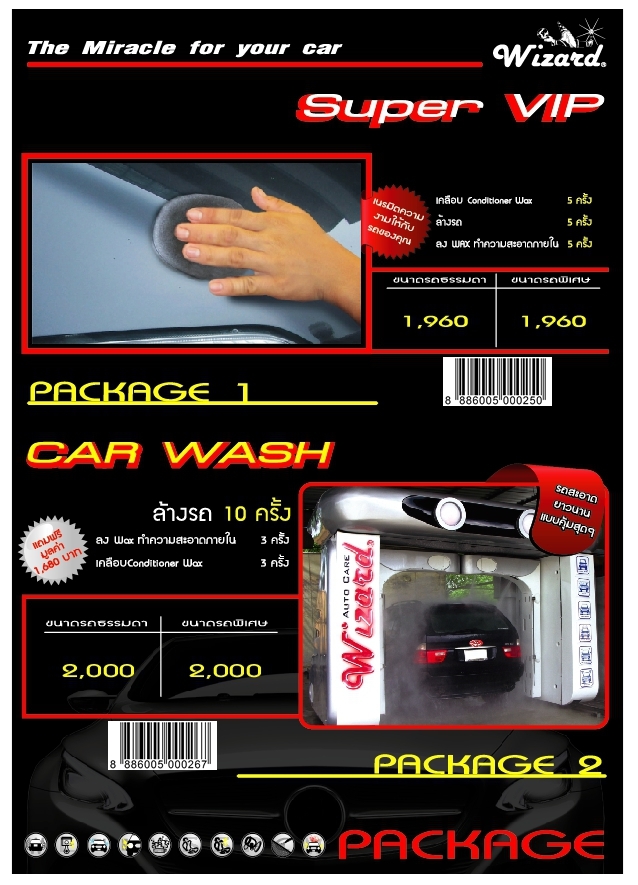 The Miracle for your car
Wizard®
Super VIP
เนรมิตความ
งามให้กับ
รถของคุณ
เคลือบ Conditioner Wax 5 ครั้ง
ล้างรถ 5 ครั้ง
ลง WAX ทำความสะอาดภายใน 5 ครั้ง
ขนาดรถธรรมดา ขนาดรถพิเศษ
1,960 1,960
8 886005 000250
PACKAGE 1
CAR WASH
รถสะอาด
ยาวนาน
แบบคุ้มสุดๆ
ล้างรถ 10 ครั้ง
แถมฟรี
มูลค่า
1,680 บาท
ลง Wax ทำความสะอาดภายใน 3 ครั้ง
เคลือบConditioner Wax 3 ครั้ง
Wizard® AUTO CARE
ขนาดรถธรรมดา ขนาดรถพิเศษ
2,000 2,000
8 886005 000267
PACKAGE 2
PACKAGE